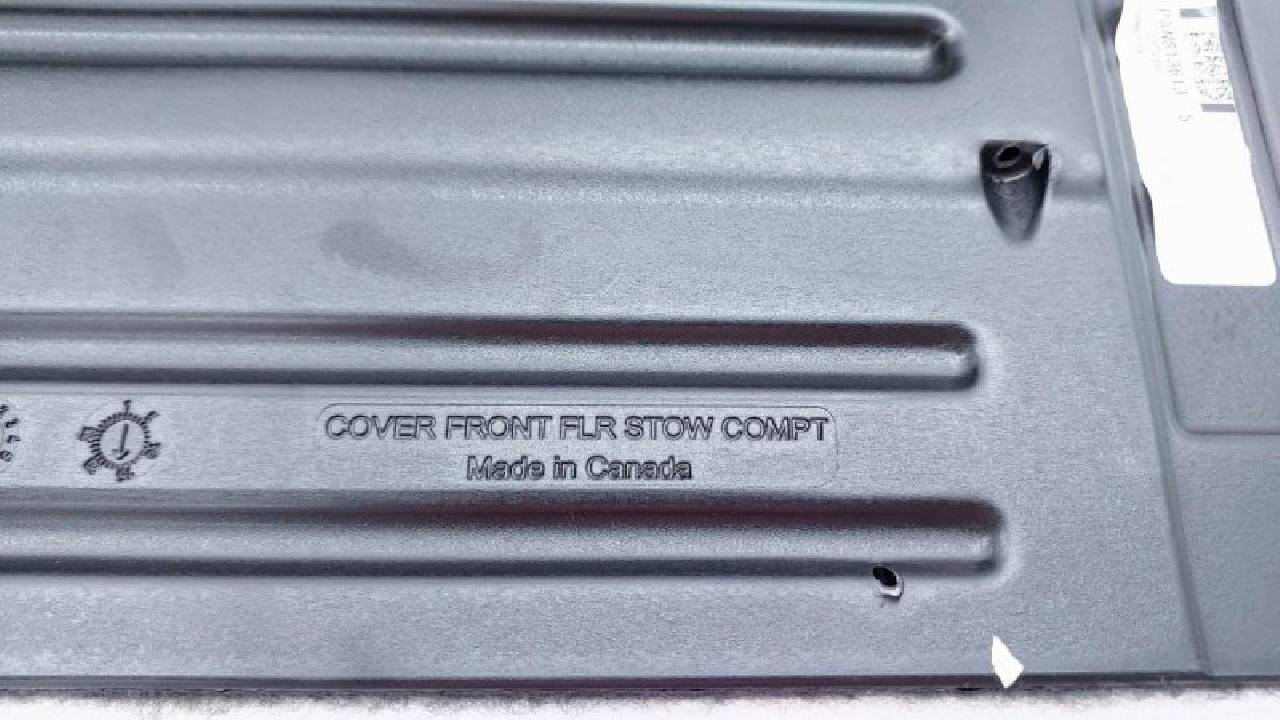 COVER FRONT FLR STOW COMPT
Made in Canada